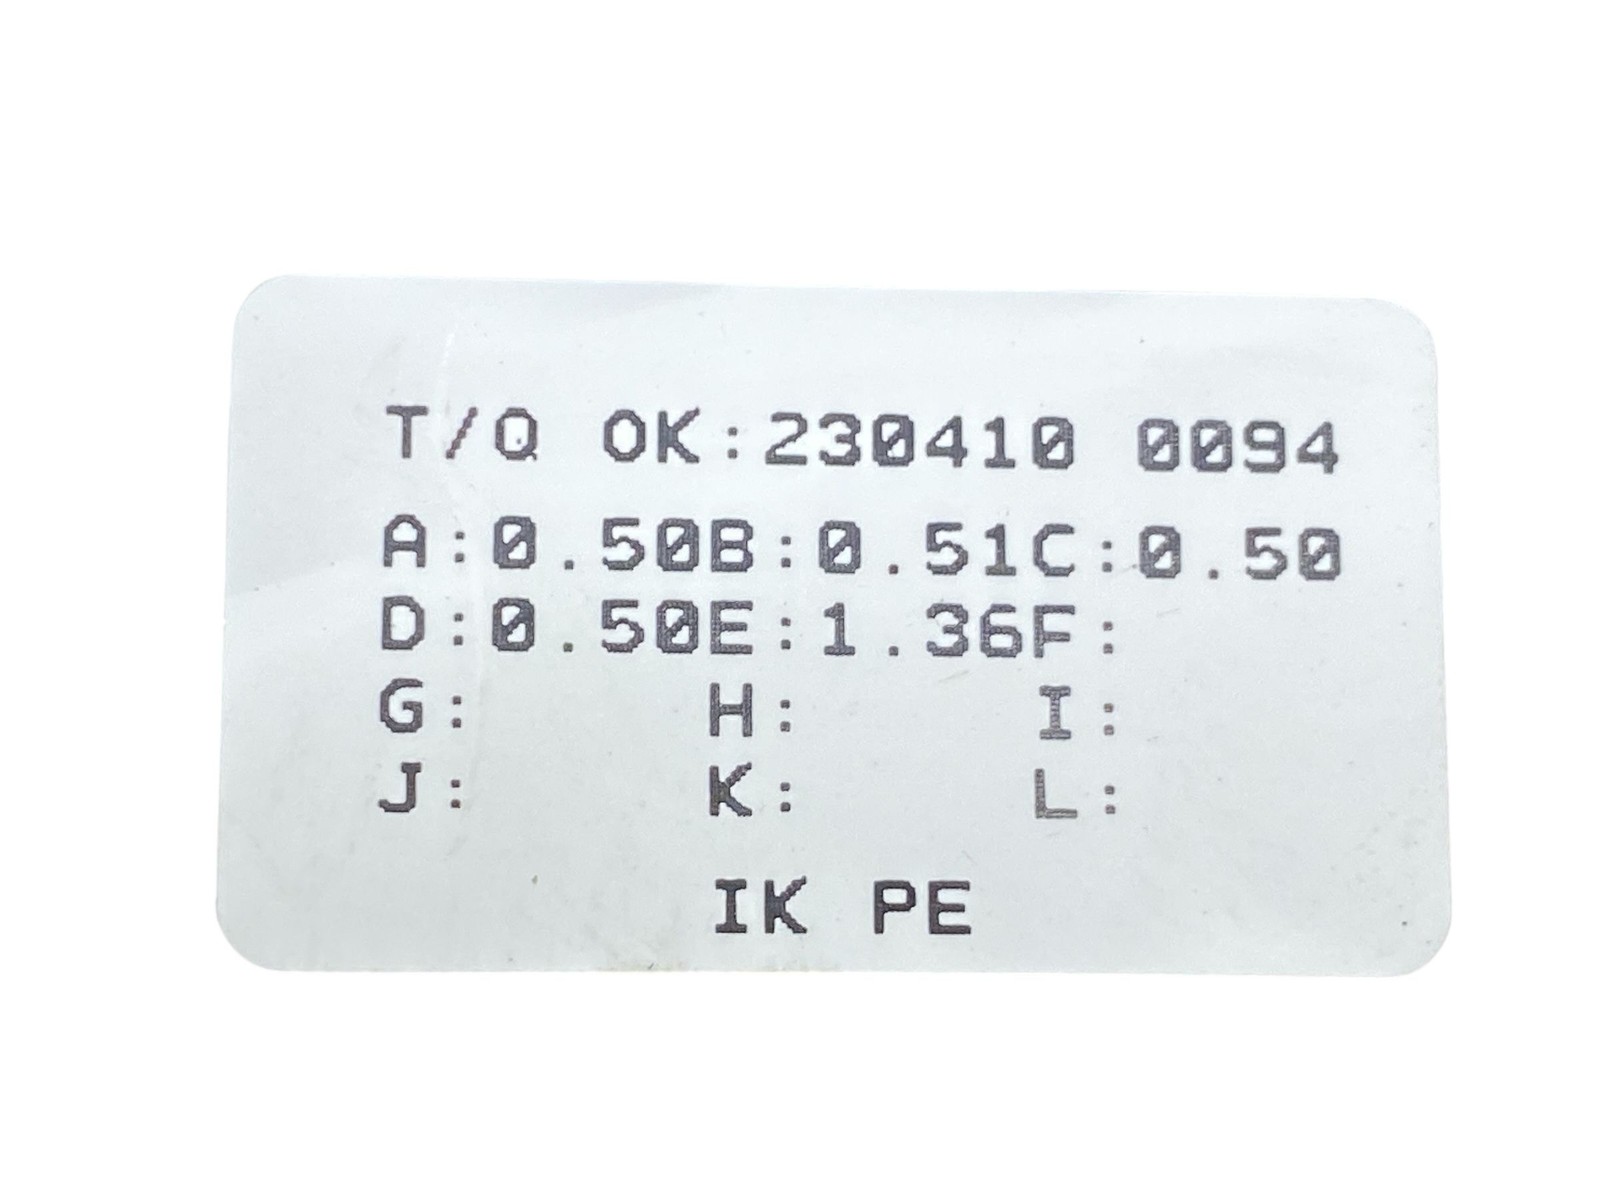 T/Q OK:230410 0094
A:0.50B:0.51C:0.50
D:0.50E:1.36F:
G: H: I:
J: K: L:
IK PE